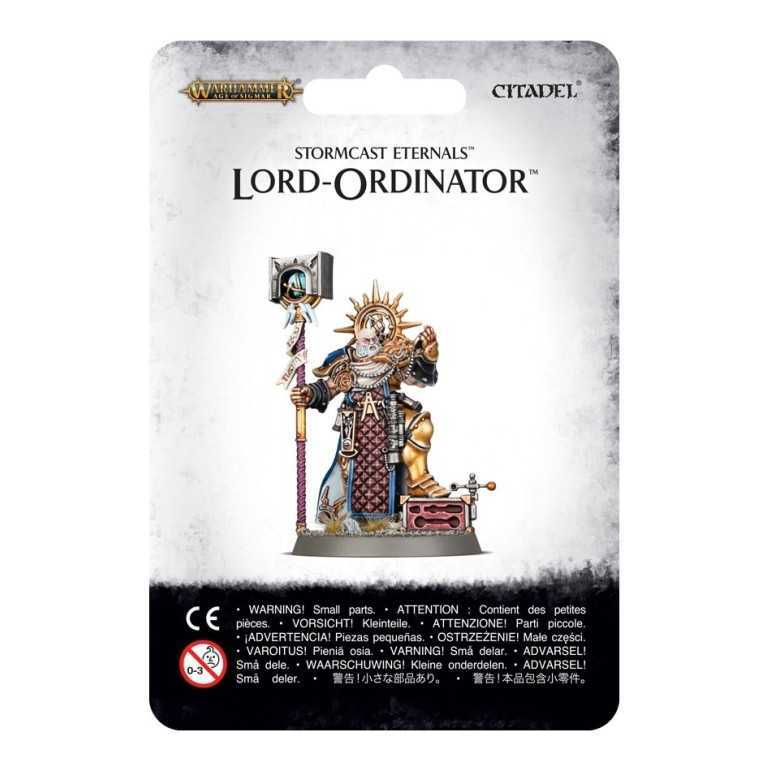 WARHAMMER
AGE OF SIGMAR
CITADEL®
STORMCAST ETERNALS™
LORD-ORDINATOR™
CE
0-3
• WARNING! Small parts. • ATTENTION : Contient des petites
pièces. • VORSICHT! Kleinteile. • ATTENZIONE! Parti piccole.
• ¡ADVERTENCIA! Piezas pequeñas. • OSTRZEŻENIE! Małe części.
• VAROITUS! Pieniä osia. • VARNING! Små delar. • ADVARSEL!
Små dele. • WAARSCHUWING! Kleine onderdelen. • ADVARSEL!
Små deler. • 警告!小さな部品あり。 • 警告!本品包含小零件。